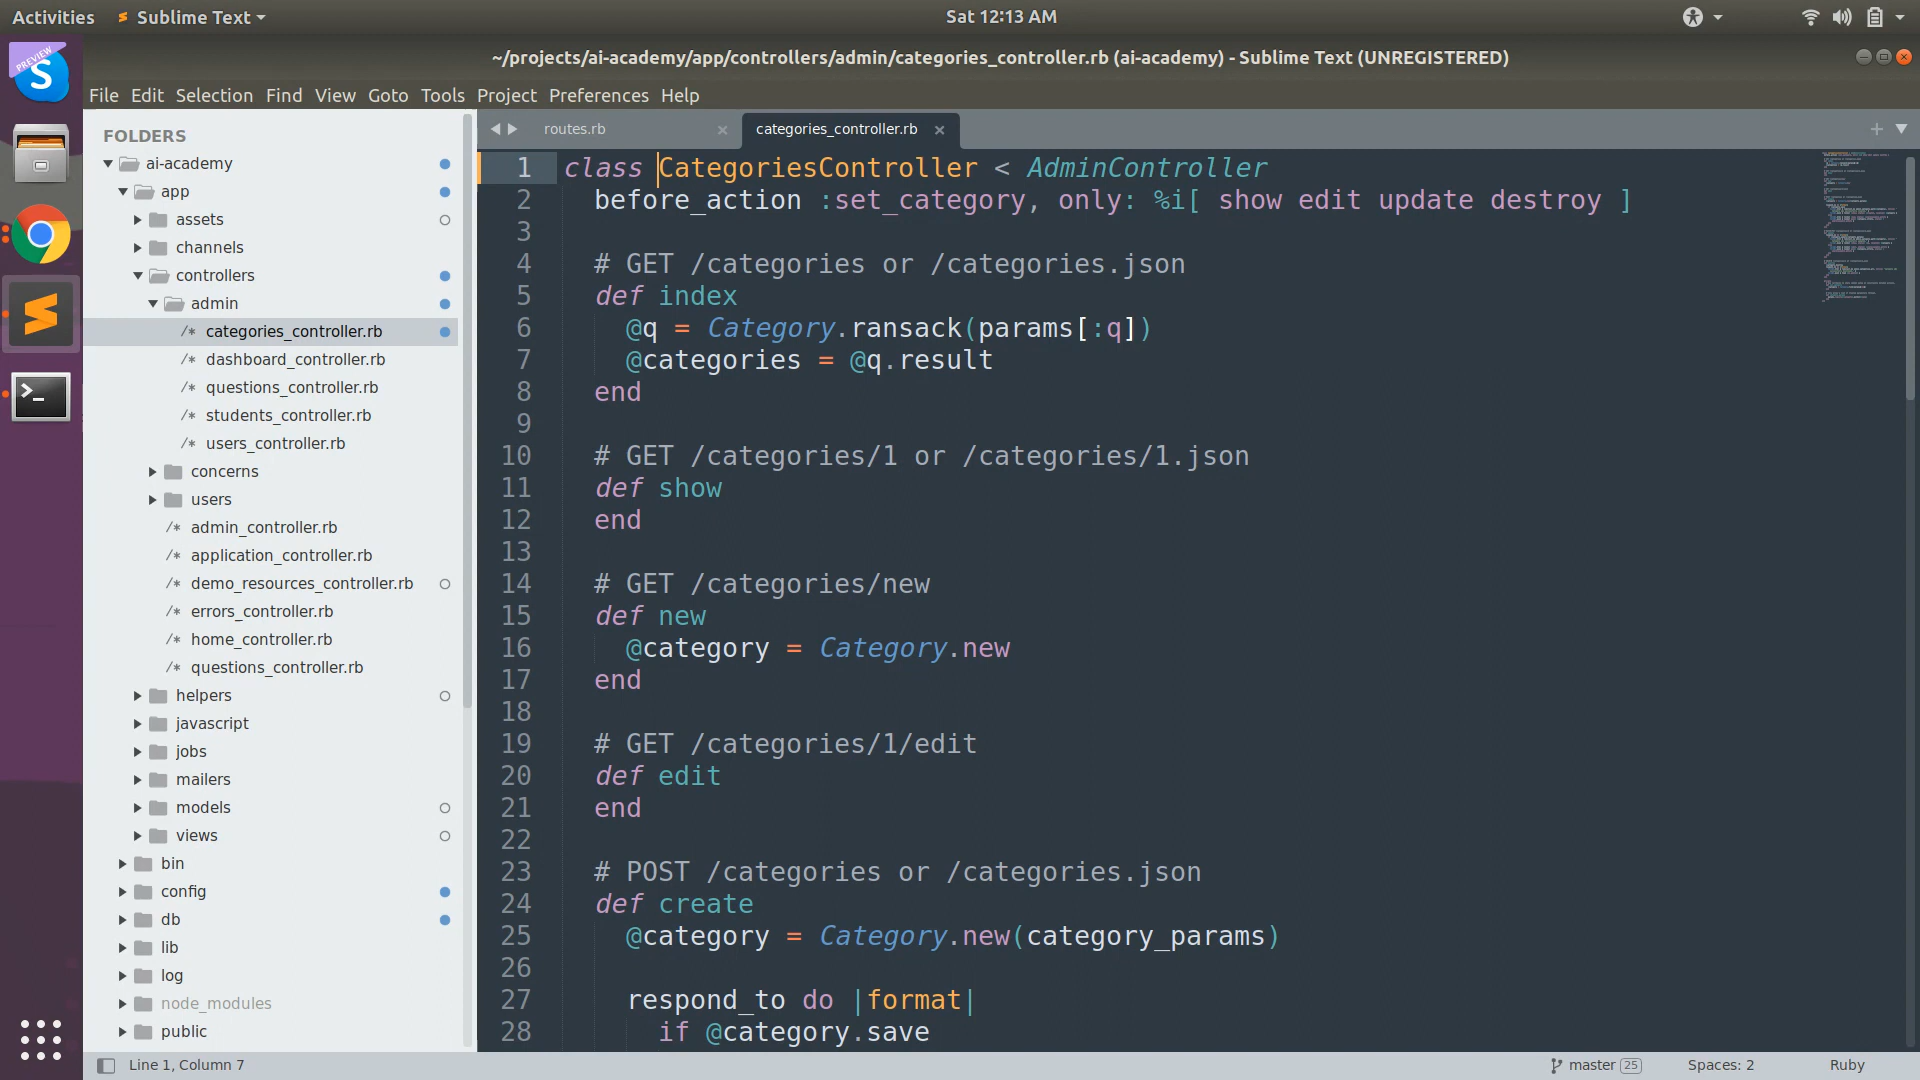 Activities
Sublime Text
Sat 12:13 AM
PREVIEW
~/projects/ai-academy/app/controllers/admin/categories_controller.rb (ai-academy) - Sublime Text (UNREGISTERED)
File Edit Selection Find View Goto Tools Project Preferences Help
FOLDERS
ai-academy
app
assets
channels
controllers
admin
/* categories_controller.rb
/* dashboard_controller.rb
/* questions_controller.rb
/* students_controller.rb
/* users_controller.rb
concerns
users
/* admin_controller.rb
/* application_controller.rb
/* demo_resources_controller.rb
/* errors_controller.rb
/* home_controller.rb
/* questions_controller.rb
helpers
javascript
jobs
mailers
models
views
bin
config
db
lib
log
node_modules
public
routes.rb
categories_controller.rb
1 class CategoriesController < AdminController
2 before_action :set_category, only: %i[ show edit update destroy ]
3
4 # GET /categories or /categories.json
5 def index
6 @q = Category.ransack(params[:q])
7 @categories = @q.result
8 end
9
10 # GET /categories/1 or /categories/1.json
11 def show
12 end
13
14 # GET /categories/new
15 def new
16 @category = Category.new
17 end
18
19 # GET /categories/1/edit
20 def edit
21 end
22
23 # POST /categories or /categories.json
24 def create
25 @category = Category.new(category_params)
26
27 respond_to do |format|
28 if @category.save
Line 1, Column 7
master 25
Spaces: 2
Ruby